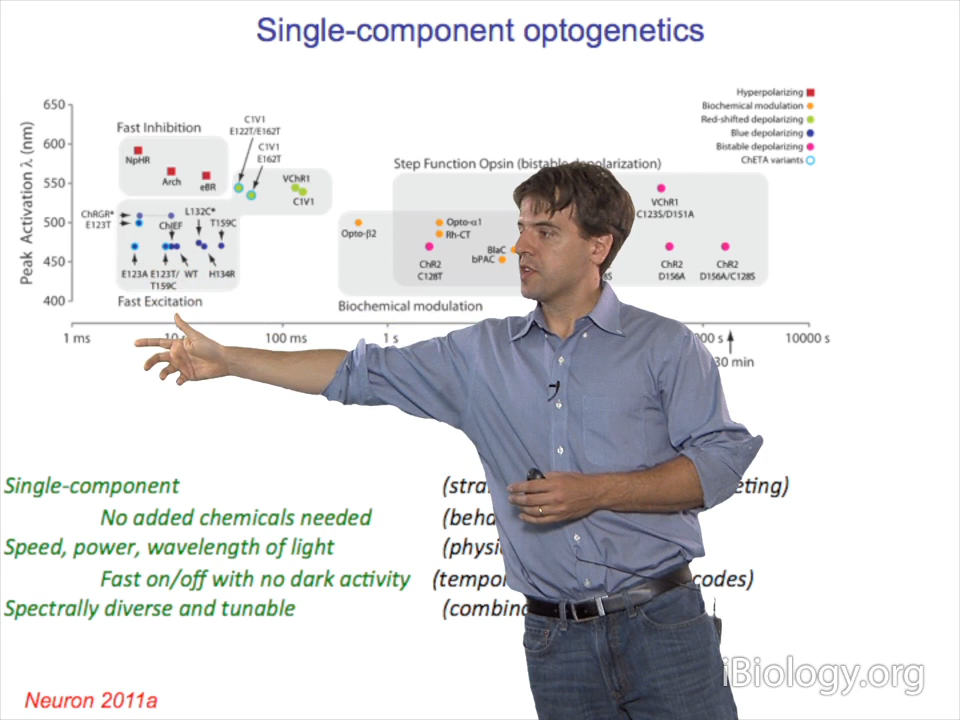 Single-component optogenetics
Peak Activation λ (nm)
650
600
550
500
450
400
Fast Inhibition
NpHR
Arch
eBR
C1V1
E122T/E162T
C1V1
E162T
VChR1
C1V1
Hyperpolarizing
Biochemical modulation
Red-shifted depolarizing
Blue depolarizing
Bistable depolarizing
ChETA variants
Step Function Opsin (bistable depolarization)
ChRGR*
E123T
L132C*
ChIEF
T159C
E123A
E123T/
T159C
WT
H134R
Fast Excitation
Opto-β2
Opto-α1
Rh-CT
BlaC
bPAC
ChR2
C128T
VChR1
C123S/D151A
ChR2
D156A
ChR2
D156A/C128S
Biochemical modulation
1 ms
100 ms
1 s
10000 s
30 min
Single-component
No added chemicals needed
Speed, power, wavelength of light
Fast on/off with no dark activity
codes)
Spectrally diverse and tunable
Neuron 2011a
iBiology.org